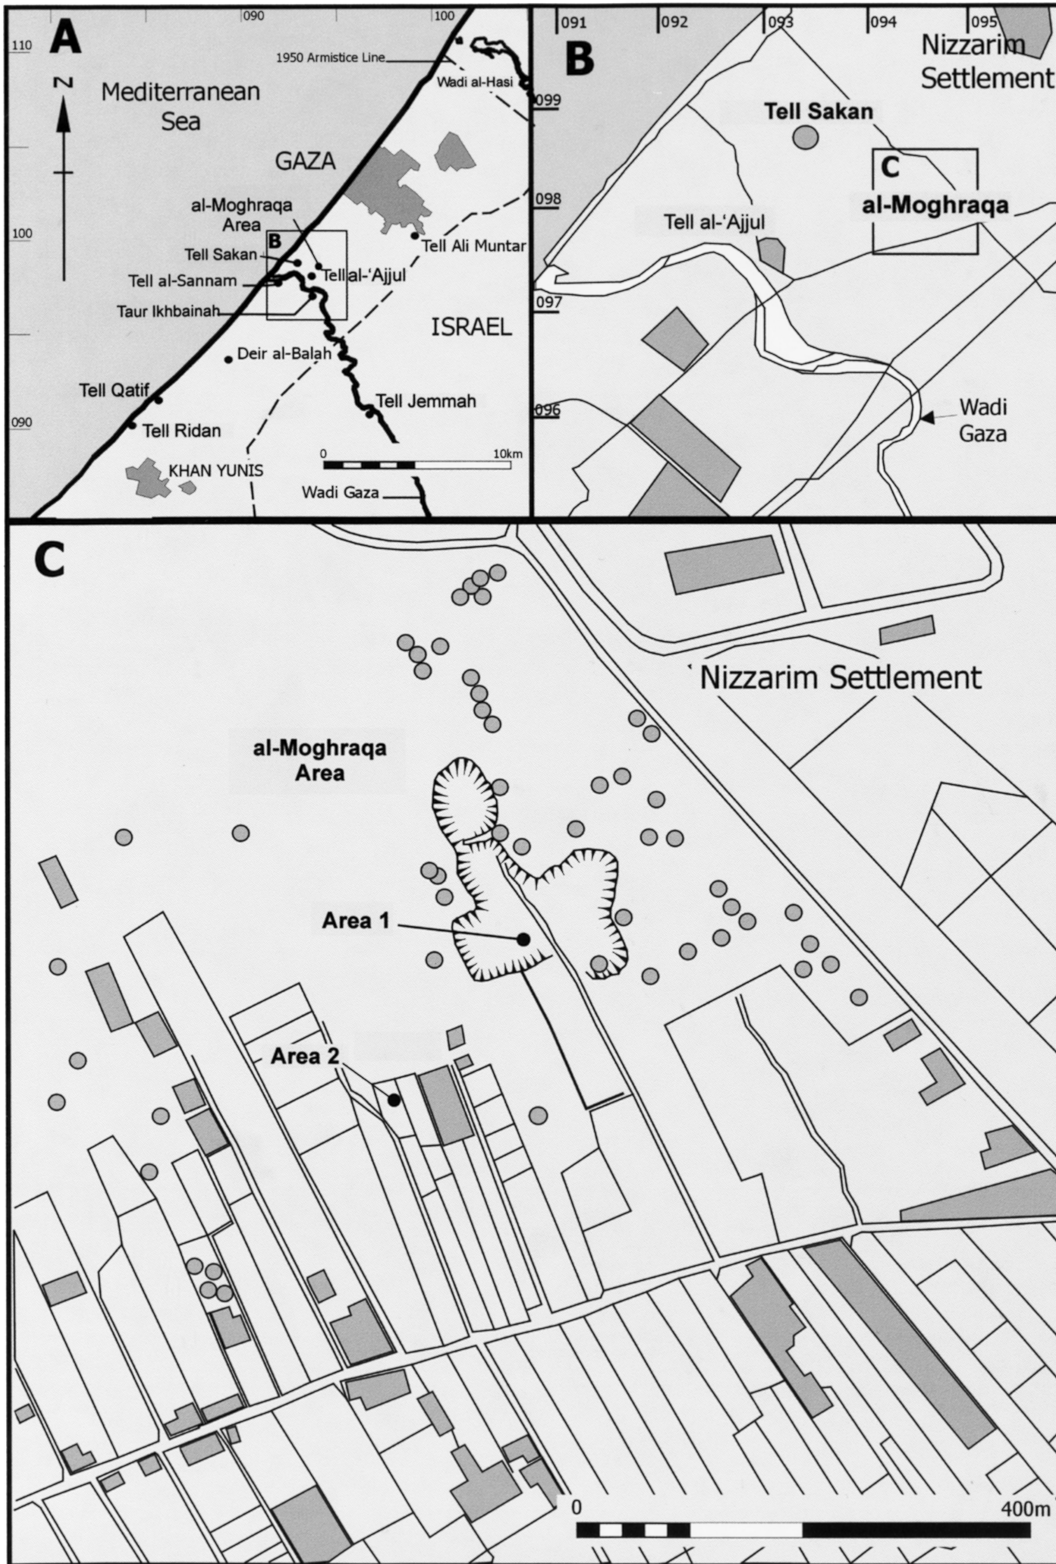 A
090
100
110
1950 Armistice Line
Wadi al-Hasi
N
Mediterranean
Sea
GAZA
al-Moghraqa
Area
100
B
Tell Ali Muntar
Tell Sakan
Tell al-'Ajjul
Tell al-Sannam
Taur Ikhbainah
ISRAEL
Deir al-Balah
Tell Qatif
Tell Jemmah
090
Tell Ridan
0
10km
KHAN YUNIS
Wadi Gaza
B
091
092
093
094
095
Nizzarim
Settlement
099
Tell Sakan
C
098
al-Moghraqa
Tell al-'Ajjul
097
096
Wadi
Gaza
C
Nizzarim Settlement
al-Moghraqa
Area
Area 1
Area 2
0
400m